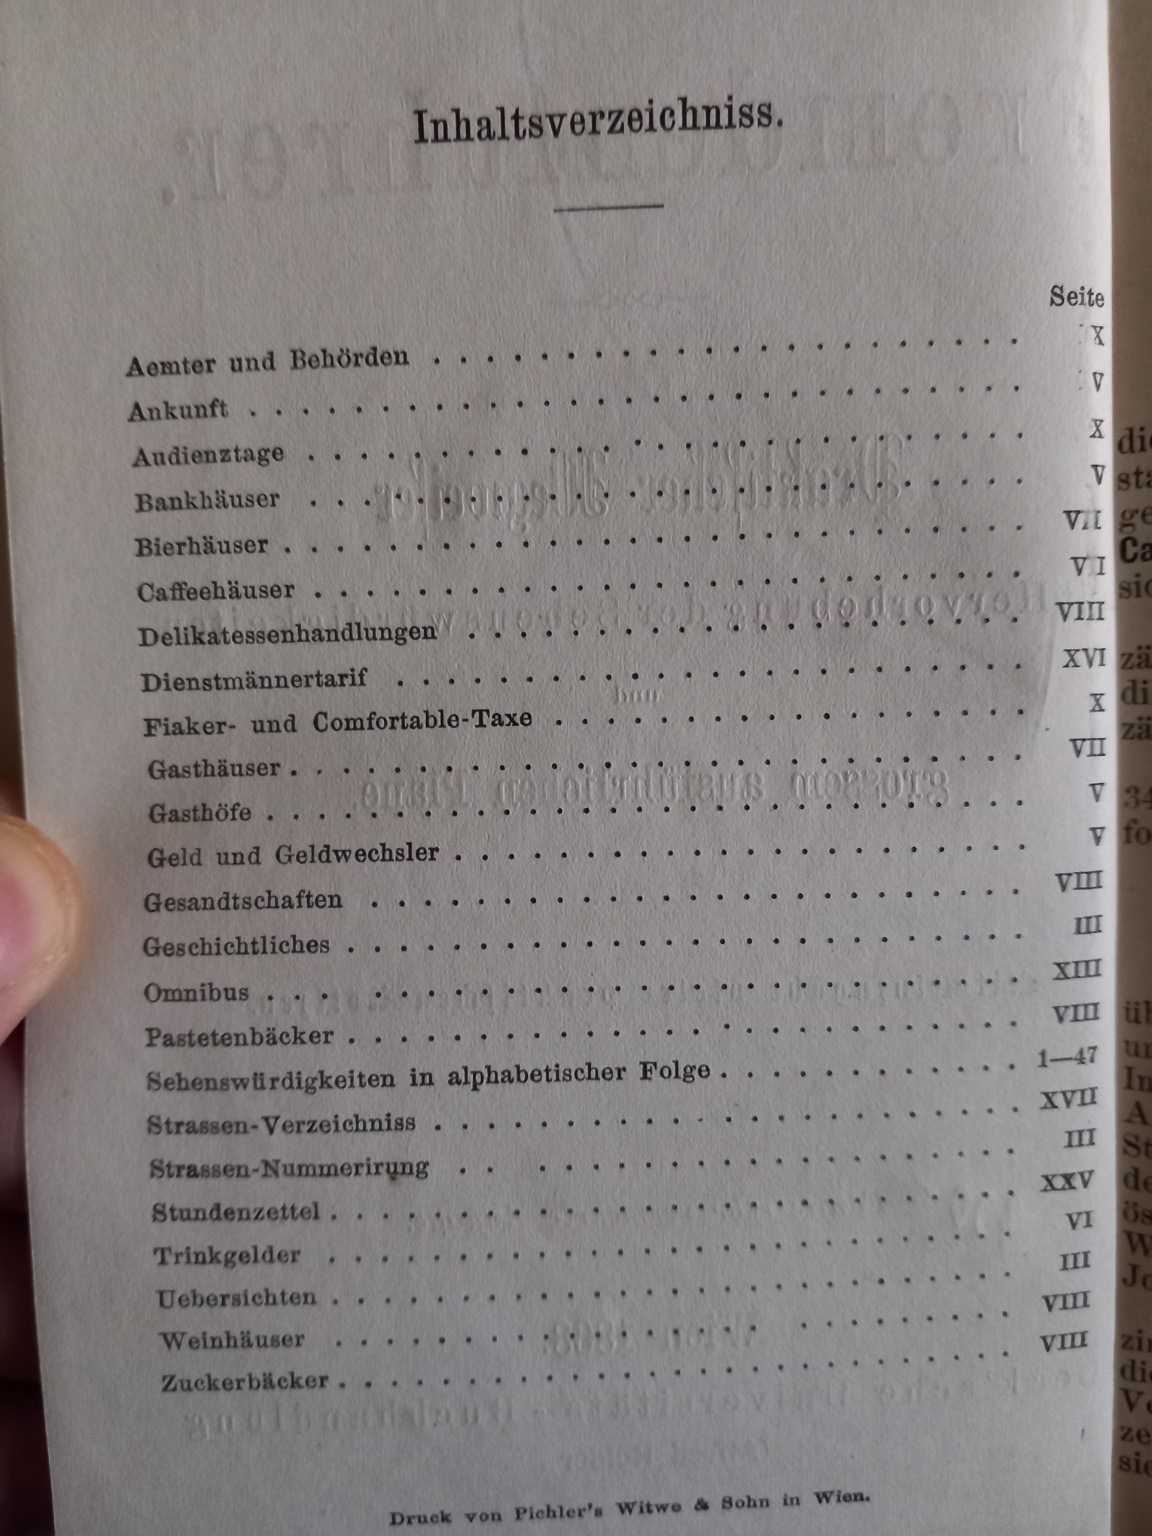 Inhaltsverzeichniss.
Seite
Aemter und Behörden . . . . . . . . . . . . . . . . . . . . . . X
Ankunft . . . . . . . . . . . . . . . . . . . . . . . . . . . . . V
Audienztage . . . . . . . . . . . . . . . . . . . . . . . . . . . X
Bankhäuser . . . . . . . . . . . . . . . . . . . . . . . . . . . V
Bierhäuser . . . . . . . . . . . . . . . . . . . . . . . . . . . . VII
Caffeehäuser . . . . . . . . . . . . . . . . . . . . . . . . . . . VI
Delikatessenhandlungen . . . . . . . . . . . . . . . . . . . . . VIII
Dienstmännertarif . . . . . . . . . . . . . . . . . . . . . . . . XVI
Fiaker- und Comfortable-Taxe . . . . . . . . . . . . . . . . . . X
Gasthäuser . . . . . . . . . . . . . . . . . . . . . . . . . . . . VII
Gasthöfe . . . . . . . . . . . . . . . . . . . . . . . . . . . . . V
Geld und Geldwechsler . . . . . . . . . . . . . . . . . . . . . . V
Gesandtschaften . . . . . . . . . . . . . . . . . . . . . . . . . VIII
Geschichtliches . . . . . . . . . . . . . . . . . . . . . . . . . . III
Omnibus . . . . . . . . . . . . . . . . . . . . . . . . . . . . XIII
Pastetenbäcker . . . . . . . . . . . . . . . . . . . . . . . . . . VIII
Sehenswürdigkeiten in alphabetischer Folge . . . . . . . . . . . . 1—47
Strassen-Verzeichniss . . . . . . . . . . . . . . . . . . . . . . . XVII
Strassen-Nummerirung . . . . . . . . . . . . . . . . . . . . . III
Stundenzettel . . . . . . . . . . . . . . . . . . . . . . . . . . . XXV
Trinkgelder . . . . . . . . . . . . . . . . . . . . . . . . . . . VI
Uebersichten . . . . . . . . . . . . . . . . . . . . . . . . . . . III
Weinhäuser . . . . . . . . . . . . . . . . . . . . . . . . . . VIII
Zuckerbäcker . . . . . . . . . . . . . . . . . . . . . . . . . . VIII
Druck von Pichler's Witwe & Sohn in Wien.